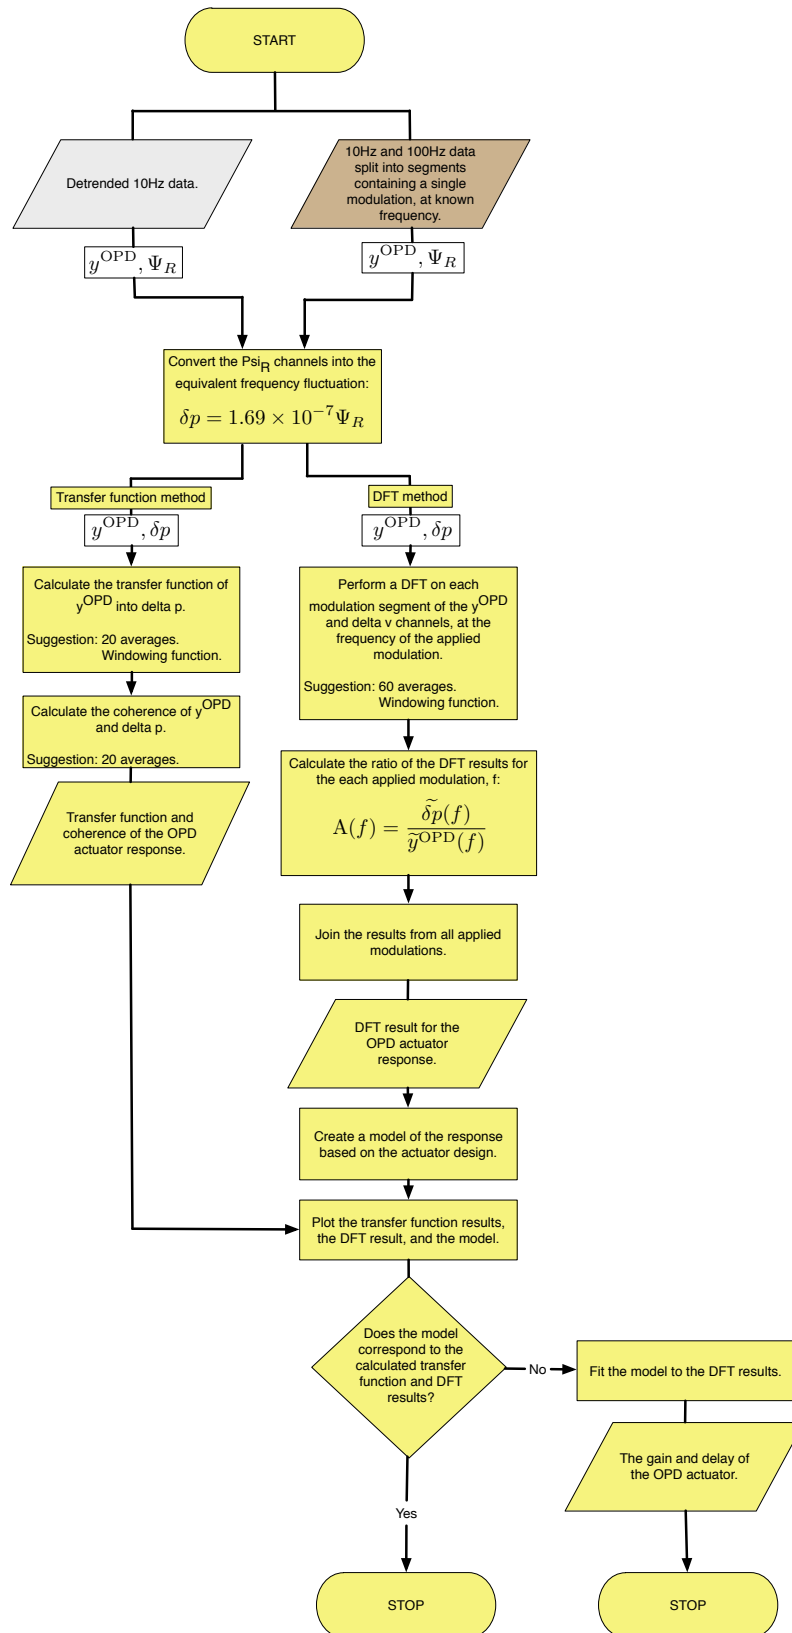 START
Detrended 10Hz data.
10Hz and 100Hz data
split into segments
containing a single
modulation, at known
frequency.
y^OPD, Ψ_R
y^OPD, Ψ_R
Convert the Psi_R channels into the
equivalent frequency fluctuation:
δp = 1.69 × 10^−7 Ψ_R
Transfer function method
y^OPD, δp
Calculate the transfer function of
y^OPD into delta p.
Suggestion: 20 averages.
Windowing function.
Calculate the coherence of y^OPD
and delta p.
Suggestion: 20 averages.
Transfer function and
coherence of the OPD
actuator response.
DFT method
y^OPD, δp
Perform a DFT on each
modulation segment of the y^OPD
and delta v channels, at the
frequency of the applied
modulation.
Suggestion: 60 averages.
Windowing function.
Calculate the ratio of the DFT results for
the each applied modulation, f:
A(f) = δ̃p(f) / ỹ^OPD(f)
Join the results from all applied
modulations.
DFT result for the
OPD actuator
response.
Create a model of the response
based on the actuator design.
Plot the transfer function results,
the DFT result, and the model.
Does the model
correspond to the
calculated transfer
function and DFT
results?
No
Fit the model to the DFT results.
The gain and delay of
the OPD actuator.
Yes
STOP
STOP